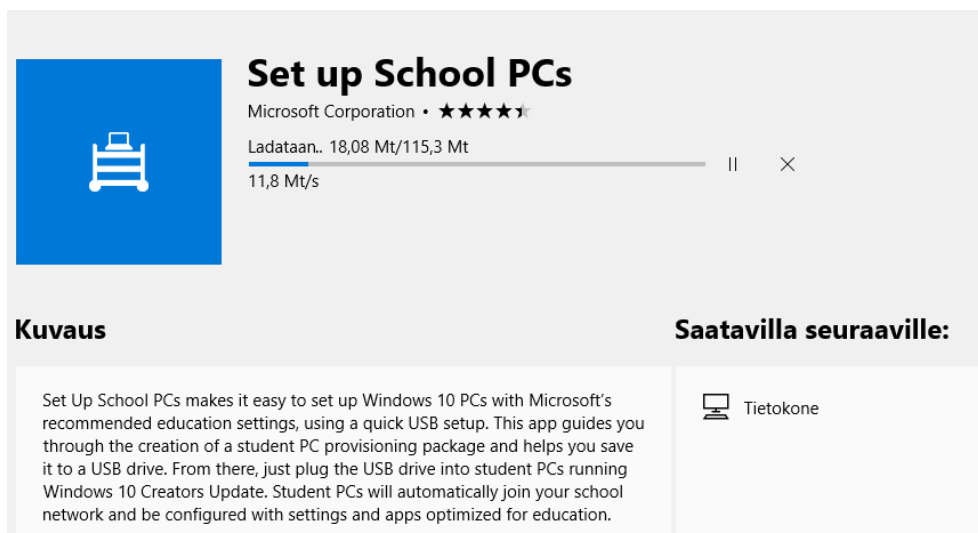 Set up School PCs
Microsoft Corporation •
Ladataan.. 18,08 Mt/115,3 Mt
11,8 Mt/s
Kuvaus
Set Up School PCs makes it easy to set up Windows 10 PCs with Microsoft’s
recommended education settings, using a quick USB setup. This app guides you
through the creation of a student PC provisioning package and helps you save
it to a USB drive. From there, just plug the USB drive into student PCs running
Windows 10 Creators Update. Student PCs will automatically join your school
network and be configured with settings and apps optimized for education.
Saatavilla seuraaville:
Tietokone